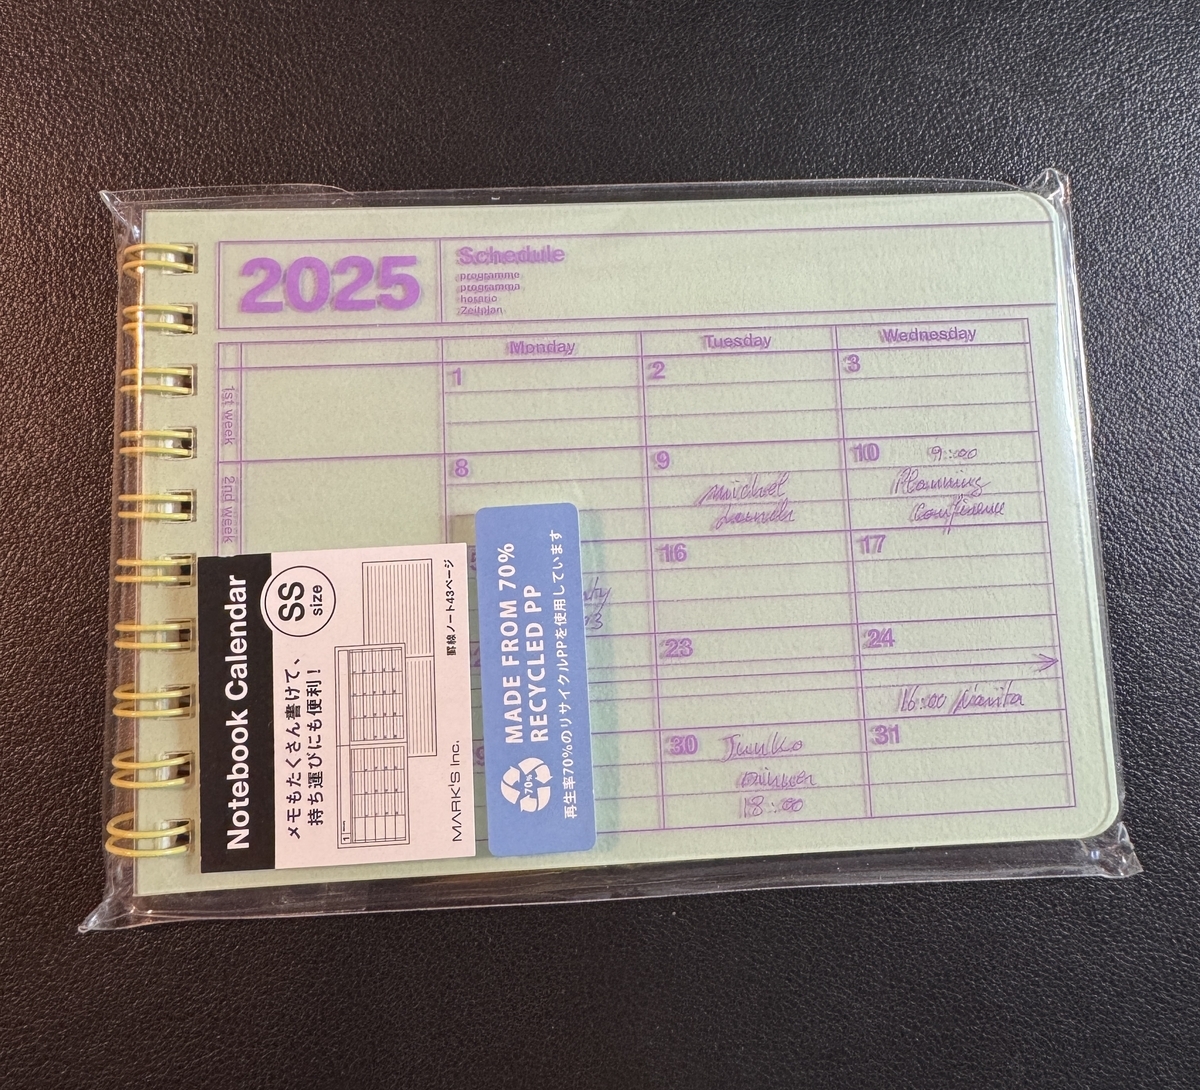 2025
Schedule
programme
programma
horario
Zeitplan
Monday Tuesday Wednesday
1st week
1 2 3
2nd week
8 9 10 9:00
Michel Planning
Lunch Conference
16 17
23 24
16:00 Narita
30 Junko 31
Dinner
18:00
Notebook Calendar
SS
size
メモもたくさん書けて、
持ち運びにも便利！
罫線ノート43ページ
MARK'S Inc.
MADE FROM 70%
RECYCLED PP
70%
再生率70%のリサイクルPPを使用しています